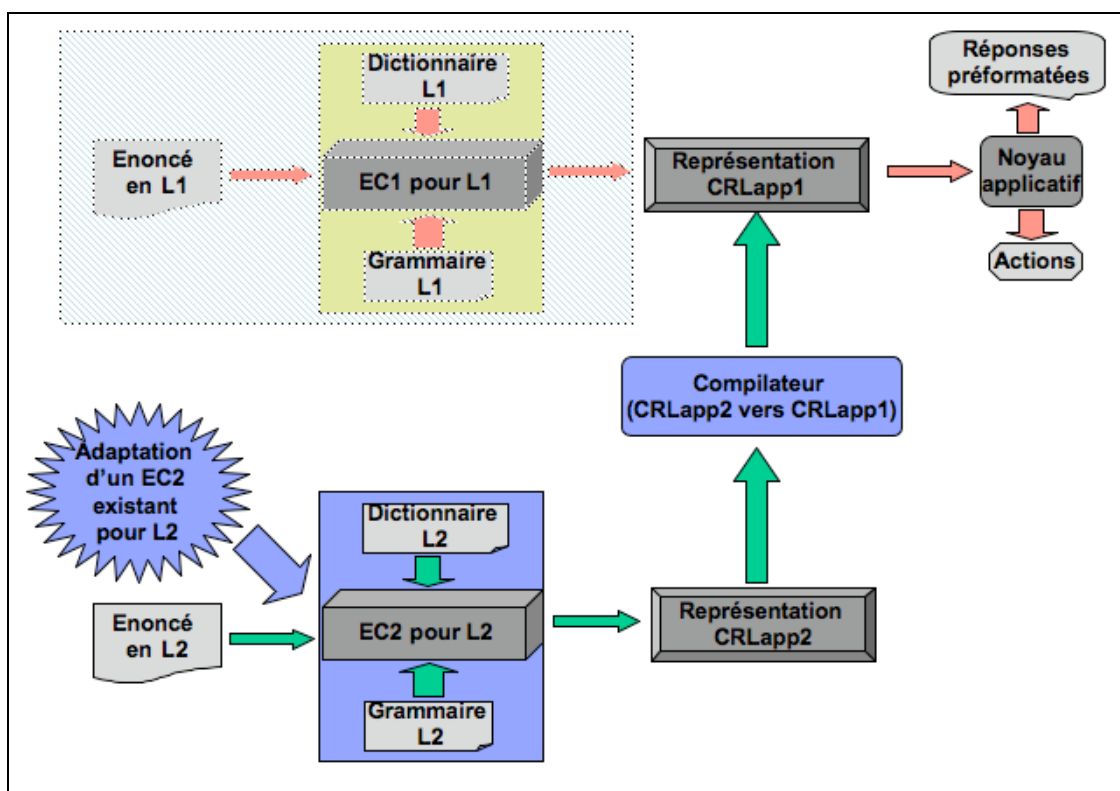 Dictionnaire
L1
Enoncé
en L1
EC1 pour L1
Grammaire
L1
Représentation
CRLapp1
Réponses
préformatées
Noyau
applicatif
Actions
Compilateur
(CRLapp2 vers CRLapp1)
Adaptation
d'un EC2
existant
pour L2
Enoncé
en L2
Dictionnaire
L2
EC2 pour L2
Grammaire
L2
Représentation
CRLapp2